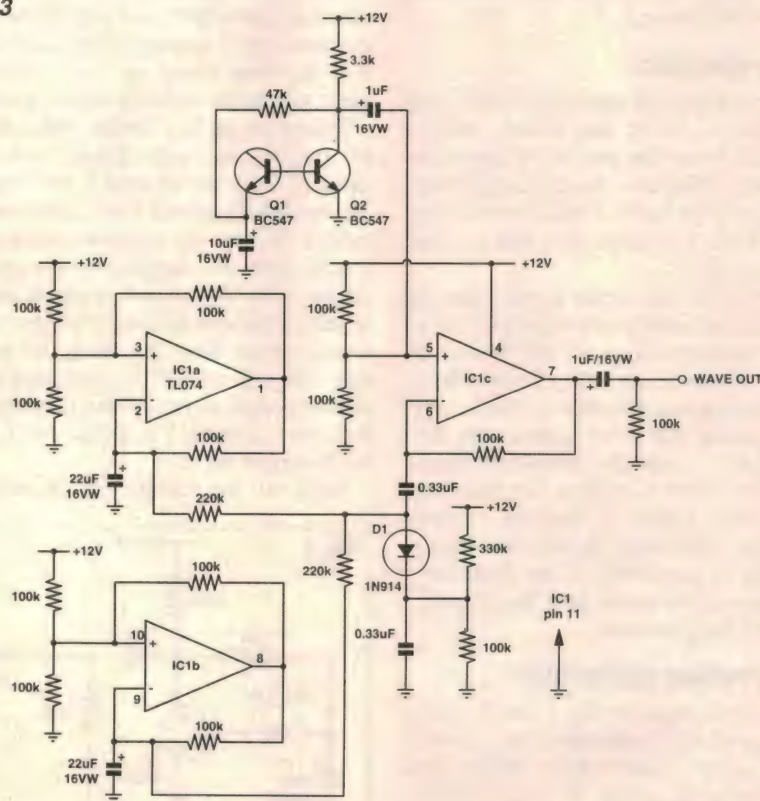 3
+12V
3.3k
1uF
+
16VW
47k
Q1
BC547
Q2
BC547
+
10uF
16VW
+12V
100k
100k
100k
3
+
IC1a
TL074
1
-
2
100k
22uF
16VW
+
220k
+12V
100k
100k
5
+
4
IC1c
7
-
6
100k
1uF/16VW
+
WAVE OUT
100k
0.33uF
+12V
D1
1N914
330k
220k
0.33uF
100k
IC1
pin 11
+12V
100k
100k
100k
10
+
IC1b
8
-
9
100k
22uF
16VW
+